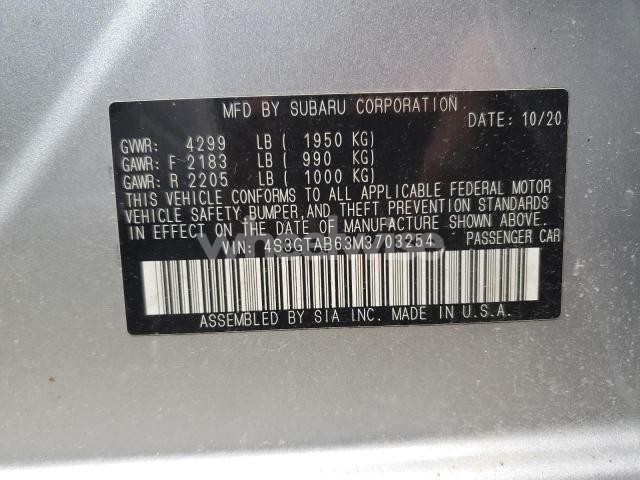 MFD BY SUBARU CORPORATION
DATE: 10/20
GVWR: 4299 LB ( 1950 KG)
GAWR: F 2183 LB ( 990 KG)
GAWR: R 2205 LB ( 1000 KG)
THIS VEHICLE CONFORMS TO ALL APPLICABLE FEDERAL MOTOR
VEHICLE SAFETY, BUMPER, AND THEFT PREVENTION STANDARDS
IN EFFECT ON THE DATE OF MANUFACTURE SHOWN ABOVE.
VIN: 4S3GTAB63M3703254 PASSENGER CAR
ASSEMBLED BY SIA INC. MADE IN U.S.A.